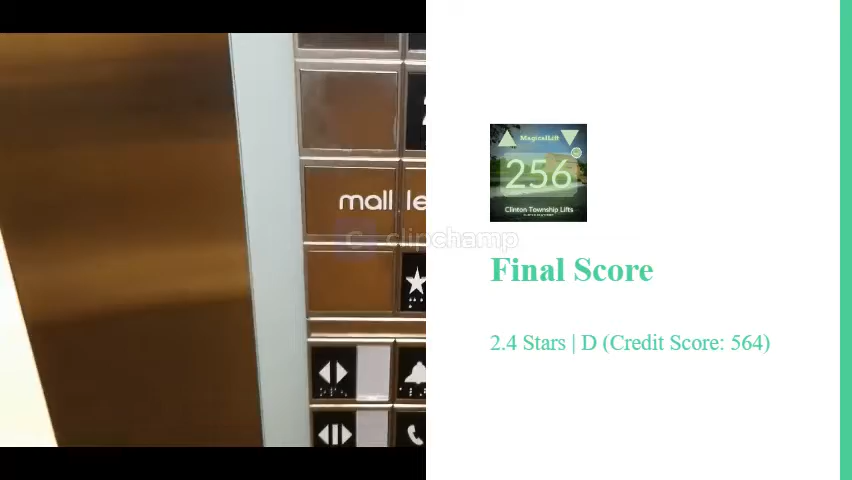 mall le
MagicalLift
256
Clinton Township Lifts
clipchamp
Final Score
2.4 Stars | D (Credit Score: 564)